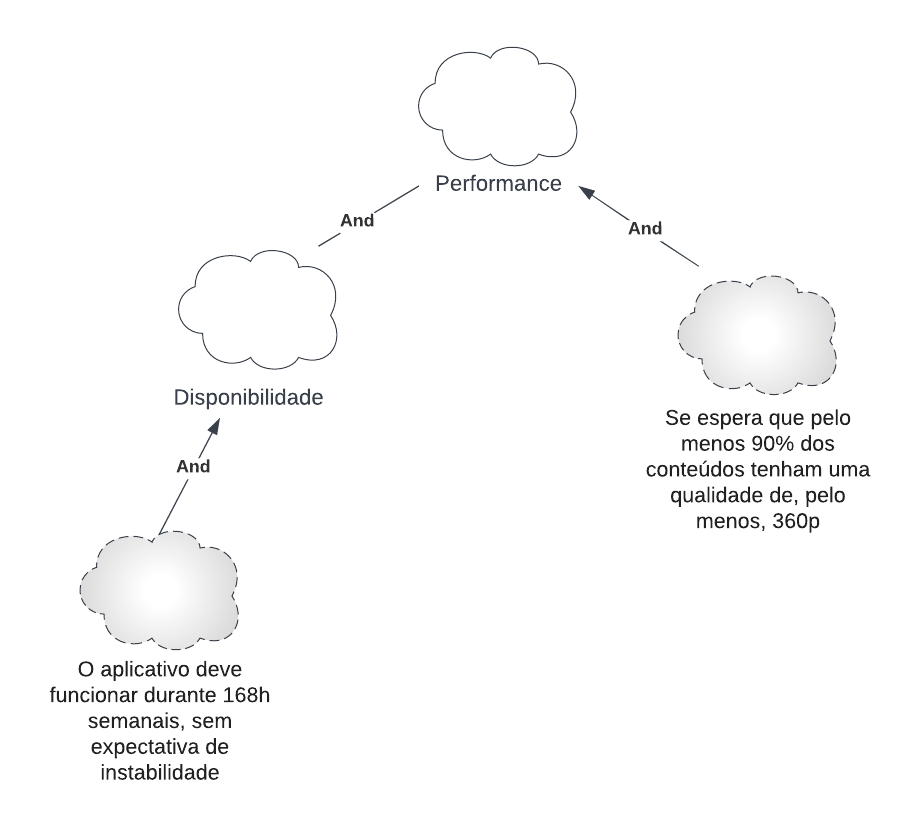 Performance
And
And
Disponibilidade
Se espera que pelo
menos 90% dos
conteúdos tenham uma
qualidade de, pelo
menos, 360p
And
O aplicativo deve
funcionar durante 168h
semanais, sem
expectativa de
instabilidade